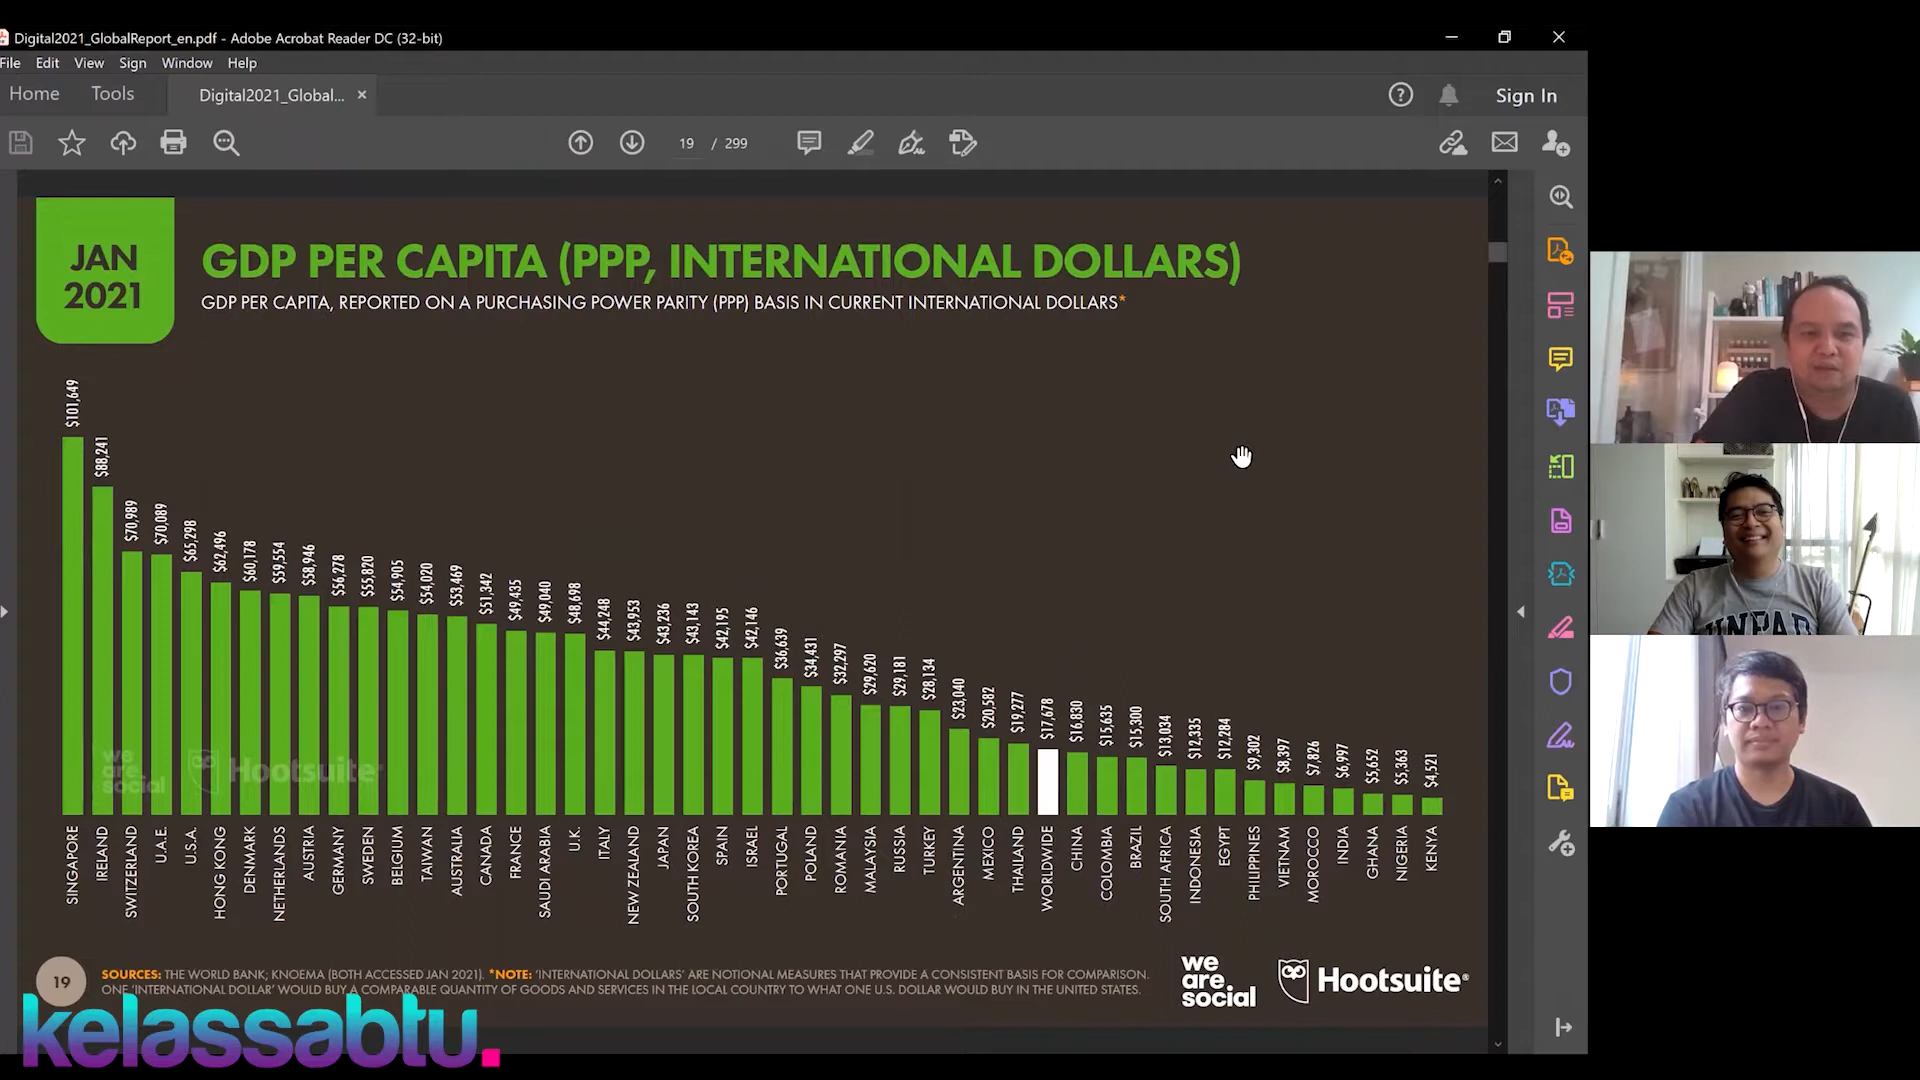 Digital2021_GlobalReport_en.pdf - Adobe Acrobat Reader DC (32-bit)
File Edit View Sign Window Help
Home Tools Digital2021_Global... × Sign In
19 / 299
JAN
2021
GDP PER CAPITA (PPP, INTERNATIONAL DOLLARS)
GDP PER CAPITA, REPORTED ON A PURCHASING POWER PARITY (PPP) BASIS IN CURRENT INTERNATIONAL DOLLARS*
$101,649
$88,241
$70,989
$70,089
$65,298
$62,496
$60,178
$59,554
$58,946
$56,278
$55,820
$54,905
$54,020
$53,469
$51,342
$49,435
$49,040
$48,698
$44,248
$43,953
$43,236
$43,143
$42,195
$42,146
$36,639
$34,431
$32,297
$29,620
$29,181
$28,134
$23,040
$20,582
$19,277
$17,678
$16,830
$15,635
$15,300
$13,034
$12,335
$12,284
$9,302
$8,397
$7,826
$6,997
$5,652
$5,363
$4,521
we
are
social
Hootsuite
SINGAPORE
IRELAND
SWITZERLAND
U.A.E.
U.S.A.
HONG KONG
DENMARK
NETHERLANDS
AUSTRIA
GERMANY
SWEDEN
BELGIUM
TAIWAN
AUSTRALIA
CANADA
FRANCE
SAUDI ARABIA
U.K.
ITALY
NEW ZEALAND
JAPAN
SOUTH KOREA
SPAIN
ISRAEL
PORTUGAL
POLAND
ROMANIA
MALAYSIA
RUSSIA
TURKEY
ARGENTINA
MEXICO
THAILAND
WORLDWIDE
CHINA
COLOMBIA
BRAZIL
SOUTH AFRICA
INDONESIA
EGYPT
PHILIPPINES
VIETNAM
MOROCCO
INDIA
GHANA
NIGERIA
KENYA
19
SOURCES: THE WORLD BANK; KNOEMA (BOTH ACCESSED JAN 2021). *NOTE: 'INTERNATIONAL DOLLARS' ARE NOTIONAL MEASURES THAT PROVIDE A CONSISTENT BASIS FOR COMPARISON.
ONE 'INTERNATIONAL DOLLAR' WOULD BUY A COMPARABLE QUANTITY OF GOODS AND SERVICES IN THE LOCAL COUNTRY TO WHAT ONE U.S. DOLLAR WOULD BUY IN THE UNITED STATES.
we
are
social
Hootsuite®
kelassabtu.
UNPAD